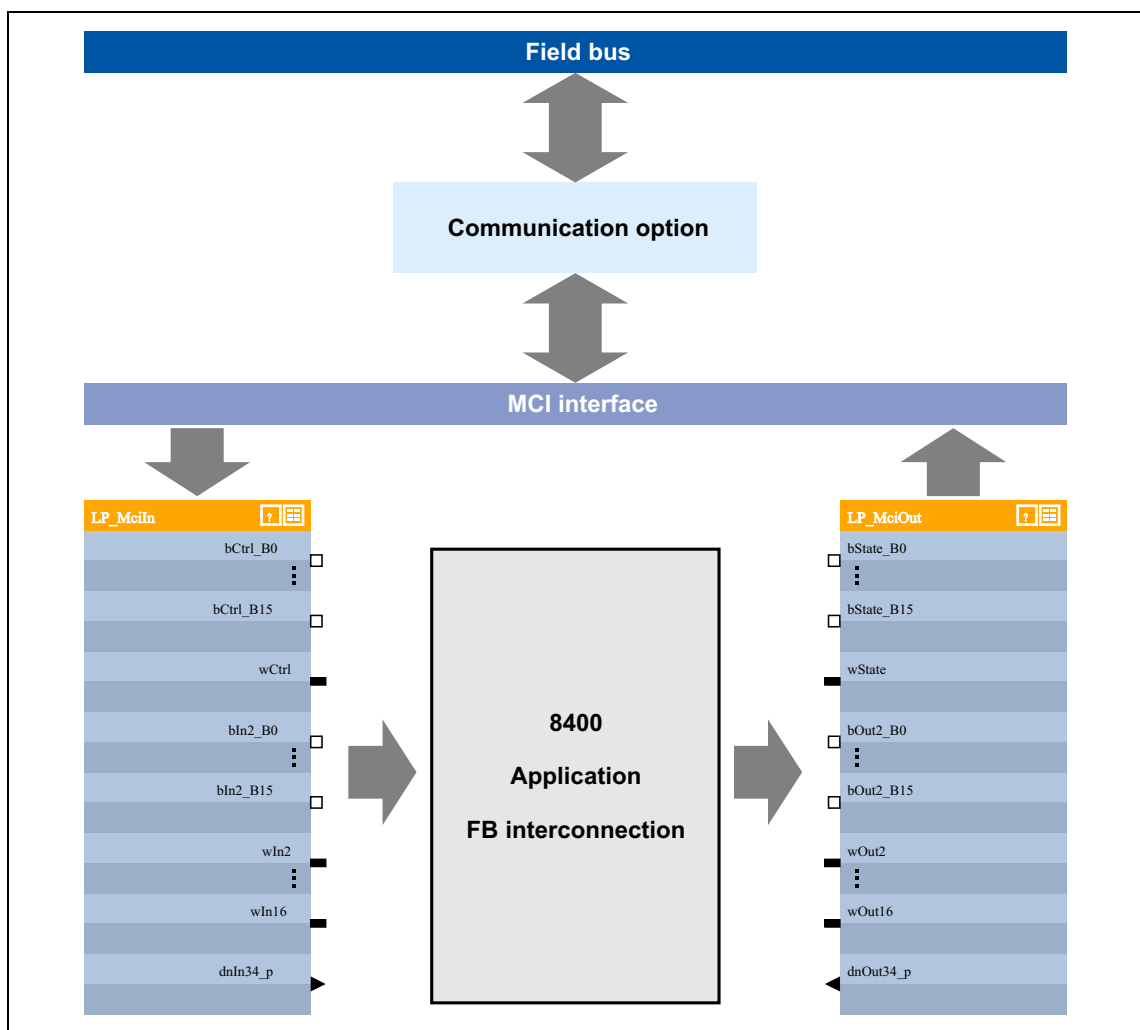 Field bus
Communication option
MCI interface
LP_MciIn
?
bCtrl_B0
bCtrl_B15
wCtrl
bIn2_B0
bIn2_B15
wIn2
wIn16
dnIn34_p
8400
Application
FB interconnection
LP_MciOut
?
bState_B0
bState_B15
wState
bOut2_B0
bOut2_B15
wOut2
wOut16
dnOut34_p